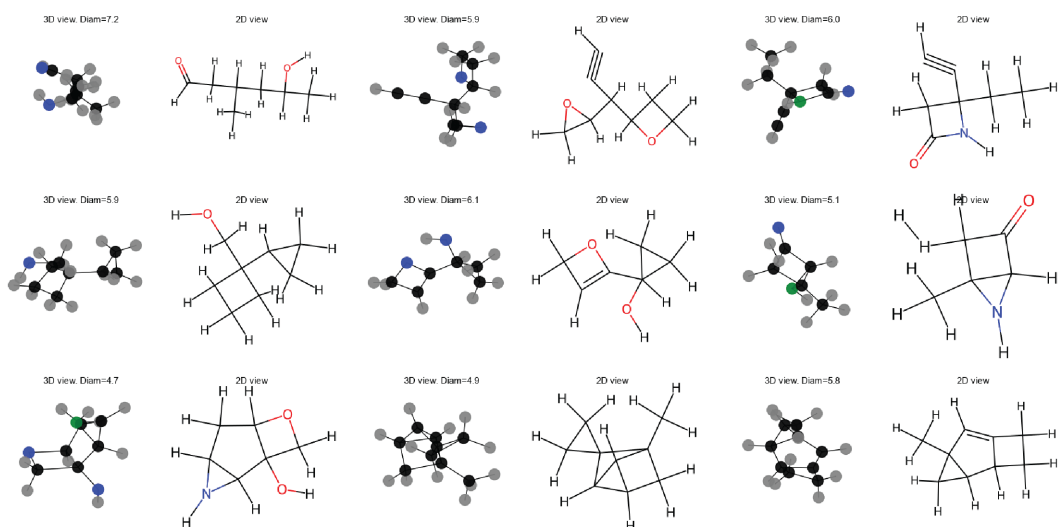 3D view. Diam=7.2 2D view 3D view. Diam=5.9 2D view 3D view. Diam=6.0 2D view
O H H H H O H H H H H C H H H
H O H H H H H O H H
H O N H H H H H H H
3D view. Diam=5.9 2D view 3D view. Diam=6.1 2D view 3D view. Diam=5.1 2D view
H O H H H H H H H H H H H
H O H H H H H O H H
H H O H H H N H
3D view. Diam=4.7 2D view 3D view. Diam=4.9 2D view 3D view. Diam=5.8 2D view
H H O H H O H H N H
H H H H H H H H H H H H
H H H H H H H H H H H H